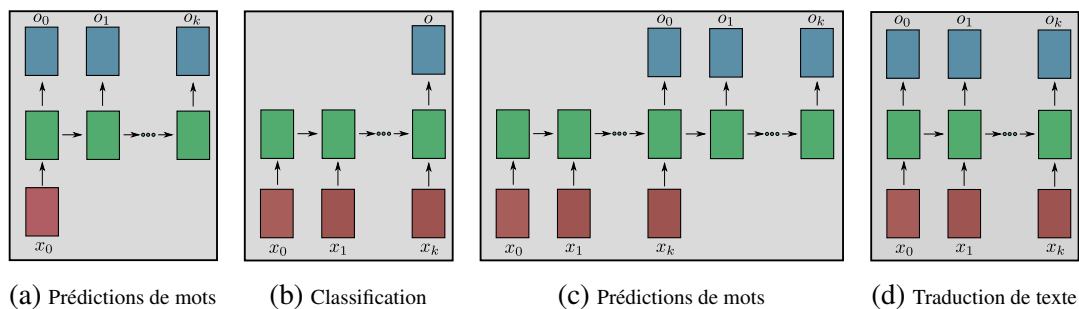 o₀ o₁ oₖ
x₀
(a) Prédictions de mots
o
x₀ x₁ xₖ
(b) Classification
o₀ o₁ oₖ
x₀ x₁ xₖ
(c) Prédictions de mots
o₀ o₁ oₖ
x₀ x₁ xₖ
(d) Traduction de texte